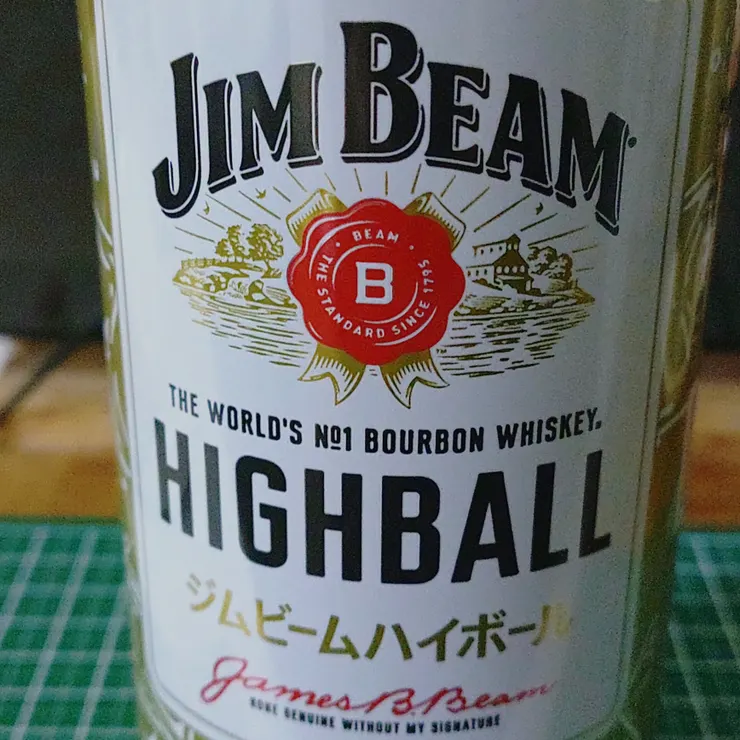 JIM BEAM
BEAM
THE STANDARD SINCE 1795
B
THE WORLD'S No1 BOURBON WHISKEY.
HIGHBALL
ジムビームハイボール
James B. Beam
NONE GENUINE WITHOUT MY SIGNATURE